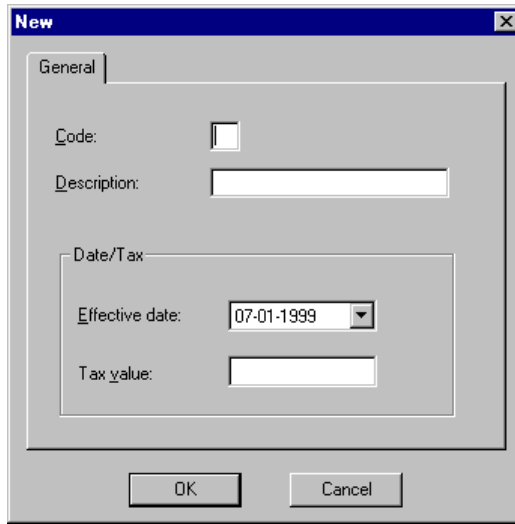 New
General
Code:
Description:
Date/Tax
Effective date: 07-01-1999
Tax value:
OK Cancel